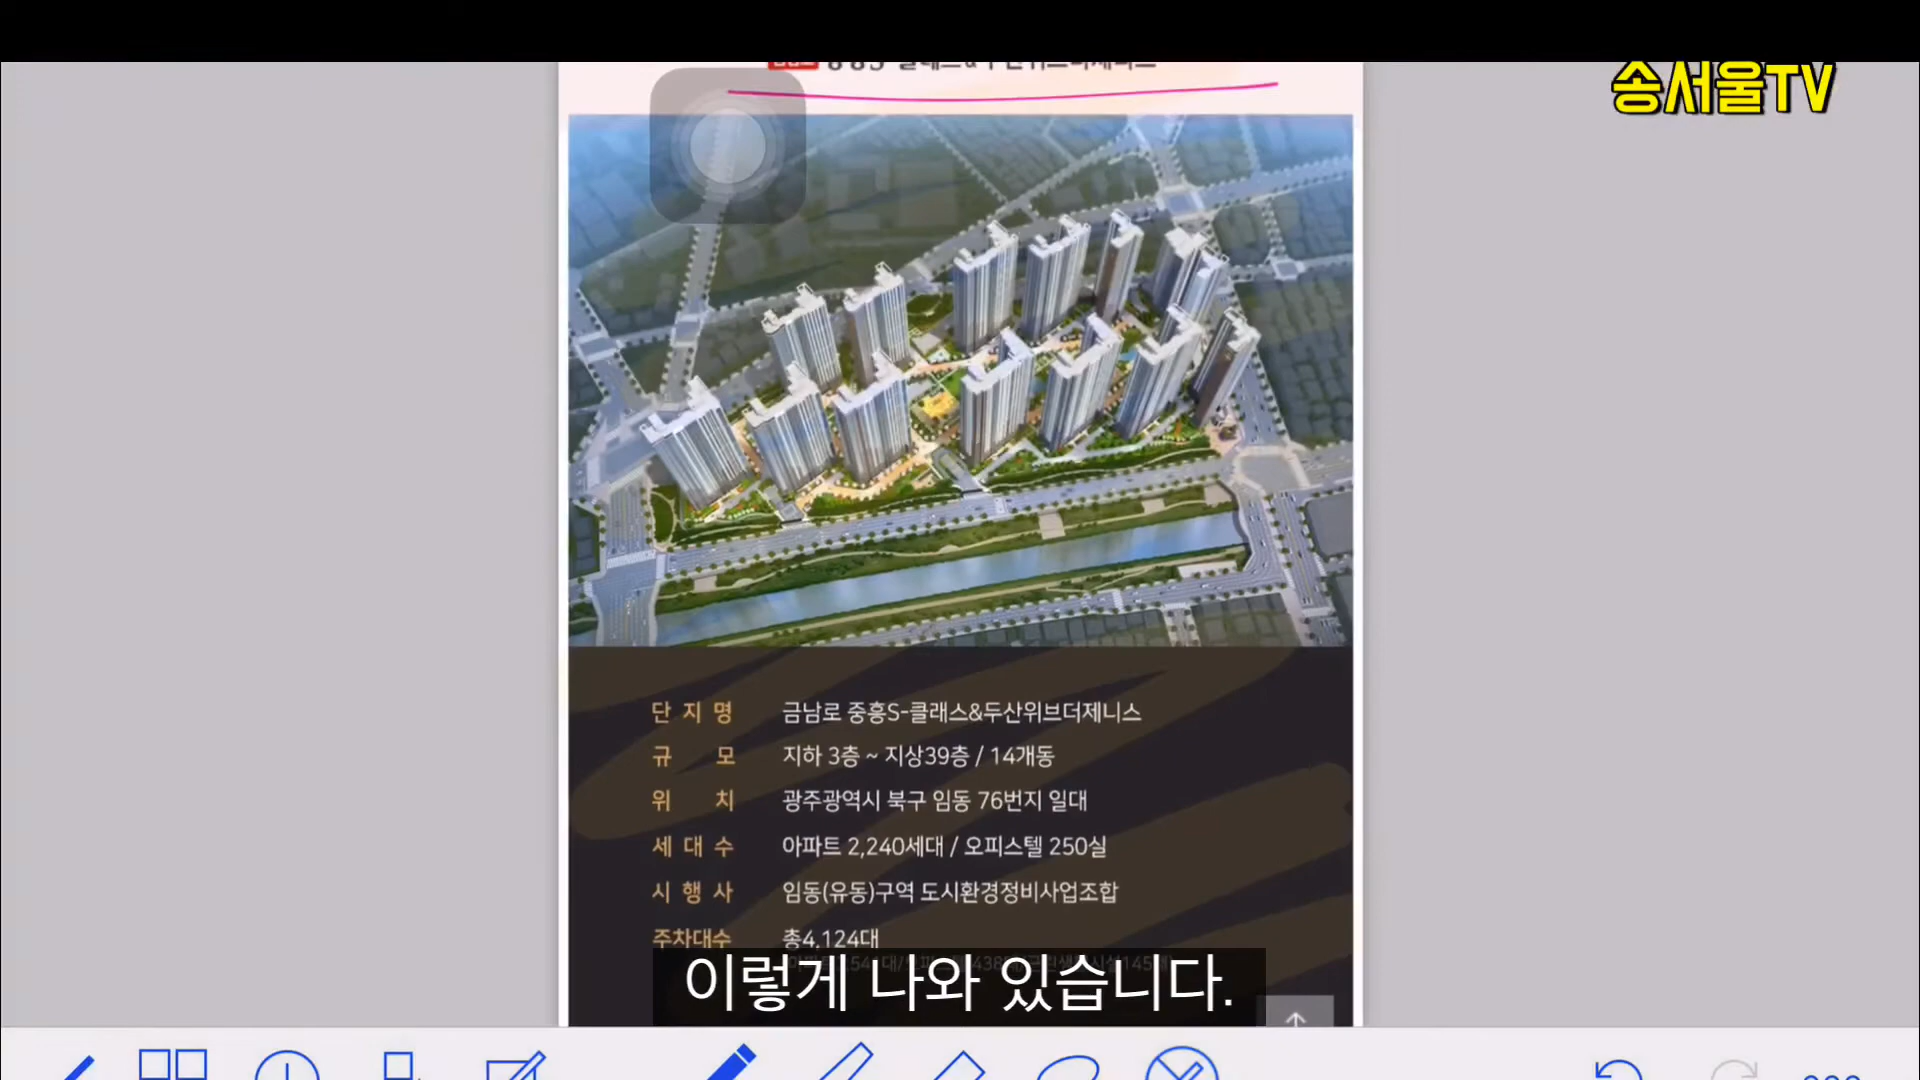 송서울TV
단지명 금남로 중흥S-클래스&두산위브더제니스
규모 지하 3층 ~ 지상39층 / 14개동
위치 광주광역시 북구 임동 76번지 일대
세대수 아파트 2,240세대 / 오피스텔 250실
시행사 임동(유동)구역 도시환경정비사업조합
주차대수 총4,124대
이렇게 나와 있습니다.